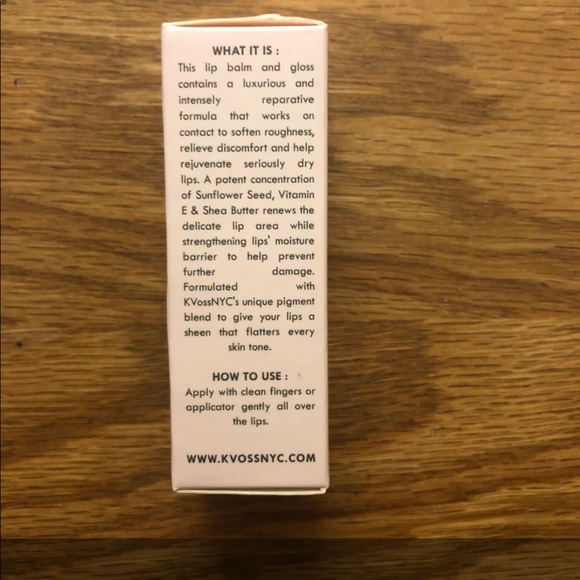 WHAT IT IS :
This lip balm and gloss
contains a luxurious and
intensely reparative
formula that works on
contact to soften roughness,
relieve discomfort and help
rejuvenate seriously dry
lips. A potent concentration
of Sunflower Seed, Vitamin
E & Shea Butter renews the
delicate lip area while
strengthening lips' moisture
barrier to help prevent
further damage.
Formulated with
KVossNYC's unique pigment
blend to give your lips a
sheen that flatters every
skin tone.
HOW TO USE :
Apply with clean fingers or
applicator gently all over
the lips.
WWW.KVOSSNYC.COM